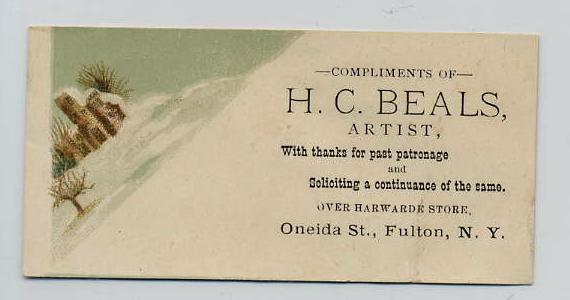 —COMPLIMENTS OF—
H. C. BEALS,
ARTIST,
With thanks for past patronage
and
Soliciting a continuance of the same.
OVER HARWARDE STORE,
Oneida St., Fulton, N. Y.